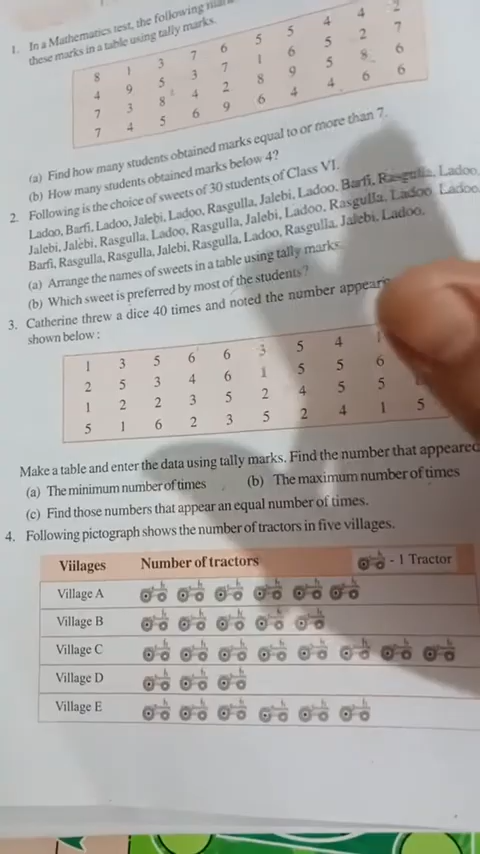 1. In a Mathematics test, the following
these marks in a table using tally marks.
8 1 3 7 6 5 5 4 4 2
4 9 5 3 7 1 6 5 2 7
7 3 8 4 2 8 9 5 8 6
7 4 5 6 9 6 4 4 6 6
(a) Find how many students obtained marks equal to or more than 7.
(b) How many students obtained marks below 4?
2. Following is the choice of sweets of 30 students of Class VI.
Ladoo, Barfi, Ladoo, Jalebi, Ladoo, Rasgulla, Jalebi, Ladoo, Barfi, Rasgulla, Ladoo,
Jalebi, Jalebi, Rasgulla, Ladoo, Rasgulla, Jalebi, Ladoo, Rasgulla, Ladoo, Ladoo,
Barfi, Rasgulla, Rasgulla, Jalebi, Rasgulla, Ladoo, Rasgulla, Jalebi, Ladoo.
(a) Arrange the names of sweets in a table using tally marks.
(b) Which sweet is preferred by most of the students?
3. Catherine threw a dice 40 times and noted the number
shown below :
1 3 5 6 6 3 5 4
2 5 3 4 6 1 5 5 6
1 2 2 3 5 2 4 5 5
5 1 6 2 3 5 2 4 1 5
Make a table and enter the data using tally marks. Find the number that appeared
(a) The minimum number of times (b) The maximum number of times
(c) Find those numbers that appear an equal number of times.
4. Following pictograph shows the number of tractors in five villages.
Viilages Number of tractors - 1 Tractor
Village A
Village B
Village C
Village D
Village E